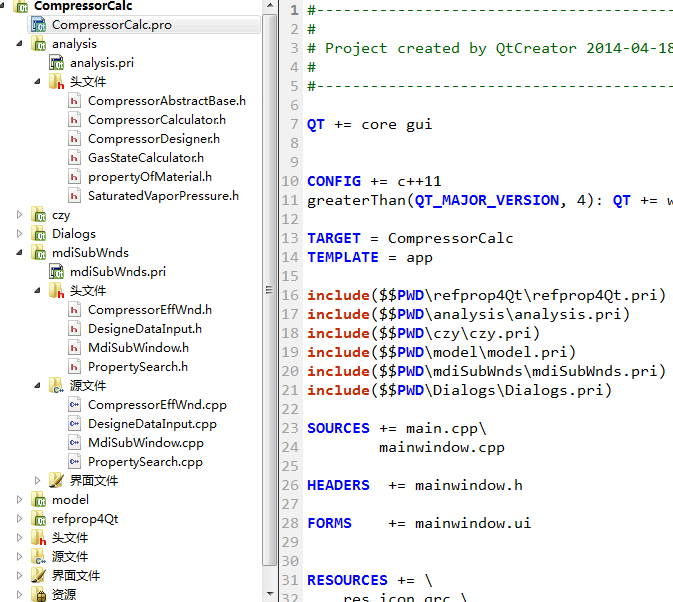 CompressorCalc
CompressorCalc.pro
analysis
analysis.pri
头文件
CompressorAbstractBase.h
CompressorCalculator.h
CompressorDesigner.h
GasStateCalculator.h
propertyOfMaterial.h
SaturatedVaporPressure.h
czy
Dialogs
mdiSubWnds
mdiSubWnds.pri
头文件
CompressorEffWnd.h
DesigneDataInput.h
MdiSubWindow.h
PropertySearch.h
源文件
CompressorEffWnd.cpp
DesigneDataInput.cpp
MdiSubWindow.cpp
PropertySearch.cpp
界面文件
model
refprop4Qt
头文件
源文件
界面文件
资源
1 #-----------------------------------------
2 #
3 # Project created by QtCreator 2014-04-18
4 #
5 #-----------------------------------------
6
7 QT += core gui
8
9
10 CONFIG += c++11
11 greaterThan(QT_MAJOR_VERSION, 4): QT += w
12
13 TARGET = CompressorCalc
14 TEMPLATE = app
15
16 include($$PWD\refprop4Qt\refprop4Qt.pri)
17 include($$PWD\analysis\analysis.pri)
18 include($$PWD\czy\czy.pri)
19 include($$PWD\model\model.pri)
20 include($$PWD\mdiSubWnds\mdiSubWnds.pri)
21 include($$PWD\Dialogs\Dialogs.pri)
22
23 SOURCES += main.cpp\
24 mainwindow.cpp
25
26 HEADERS += mainwindow.h
27
28 FORMS += mainwindow.ui
29
30
31 RESOURCES += \
32 res_icon.qrc \